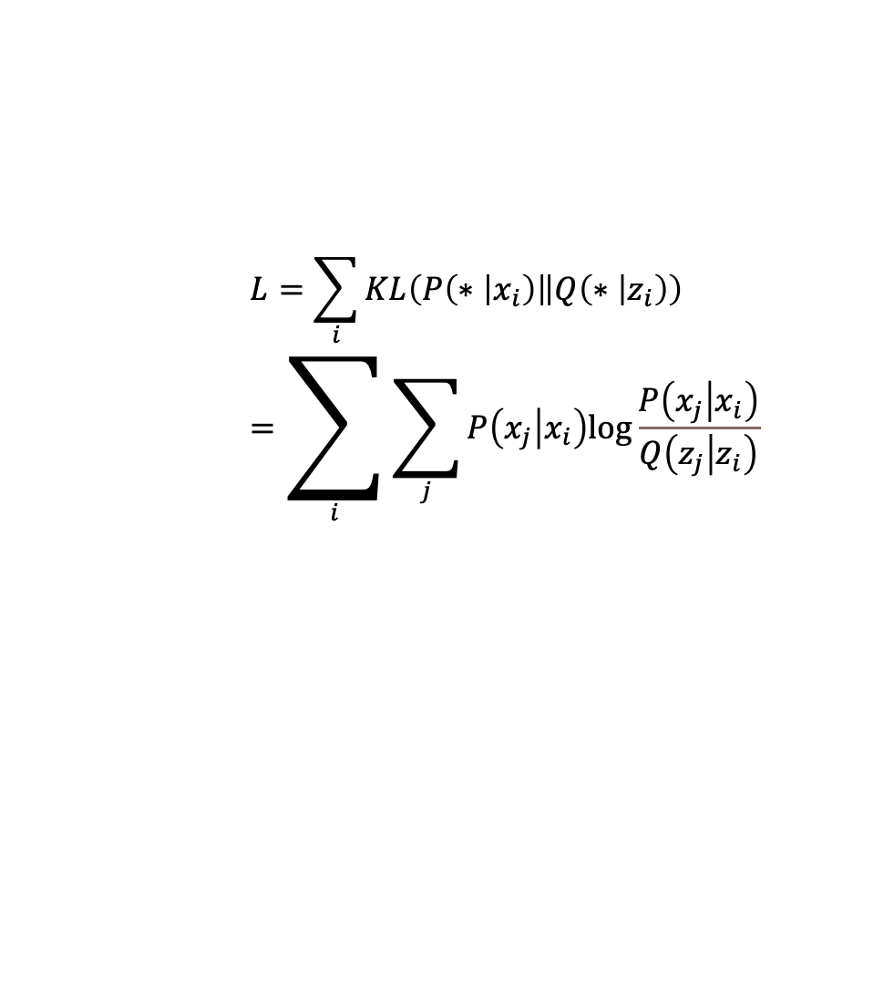 L = ∑_i KL(P(∗ |x_i)‖Q(∗ |z_i))
= ∑_i ∑_j P(x_j|x_i)log P(x_j|x_i)/Q(z_j|z_i)